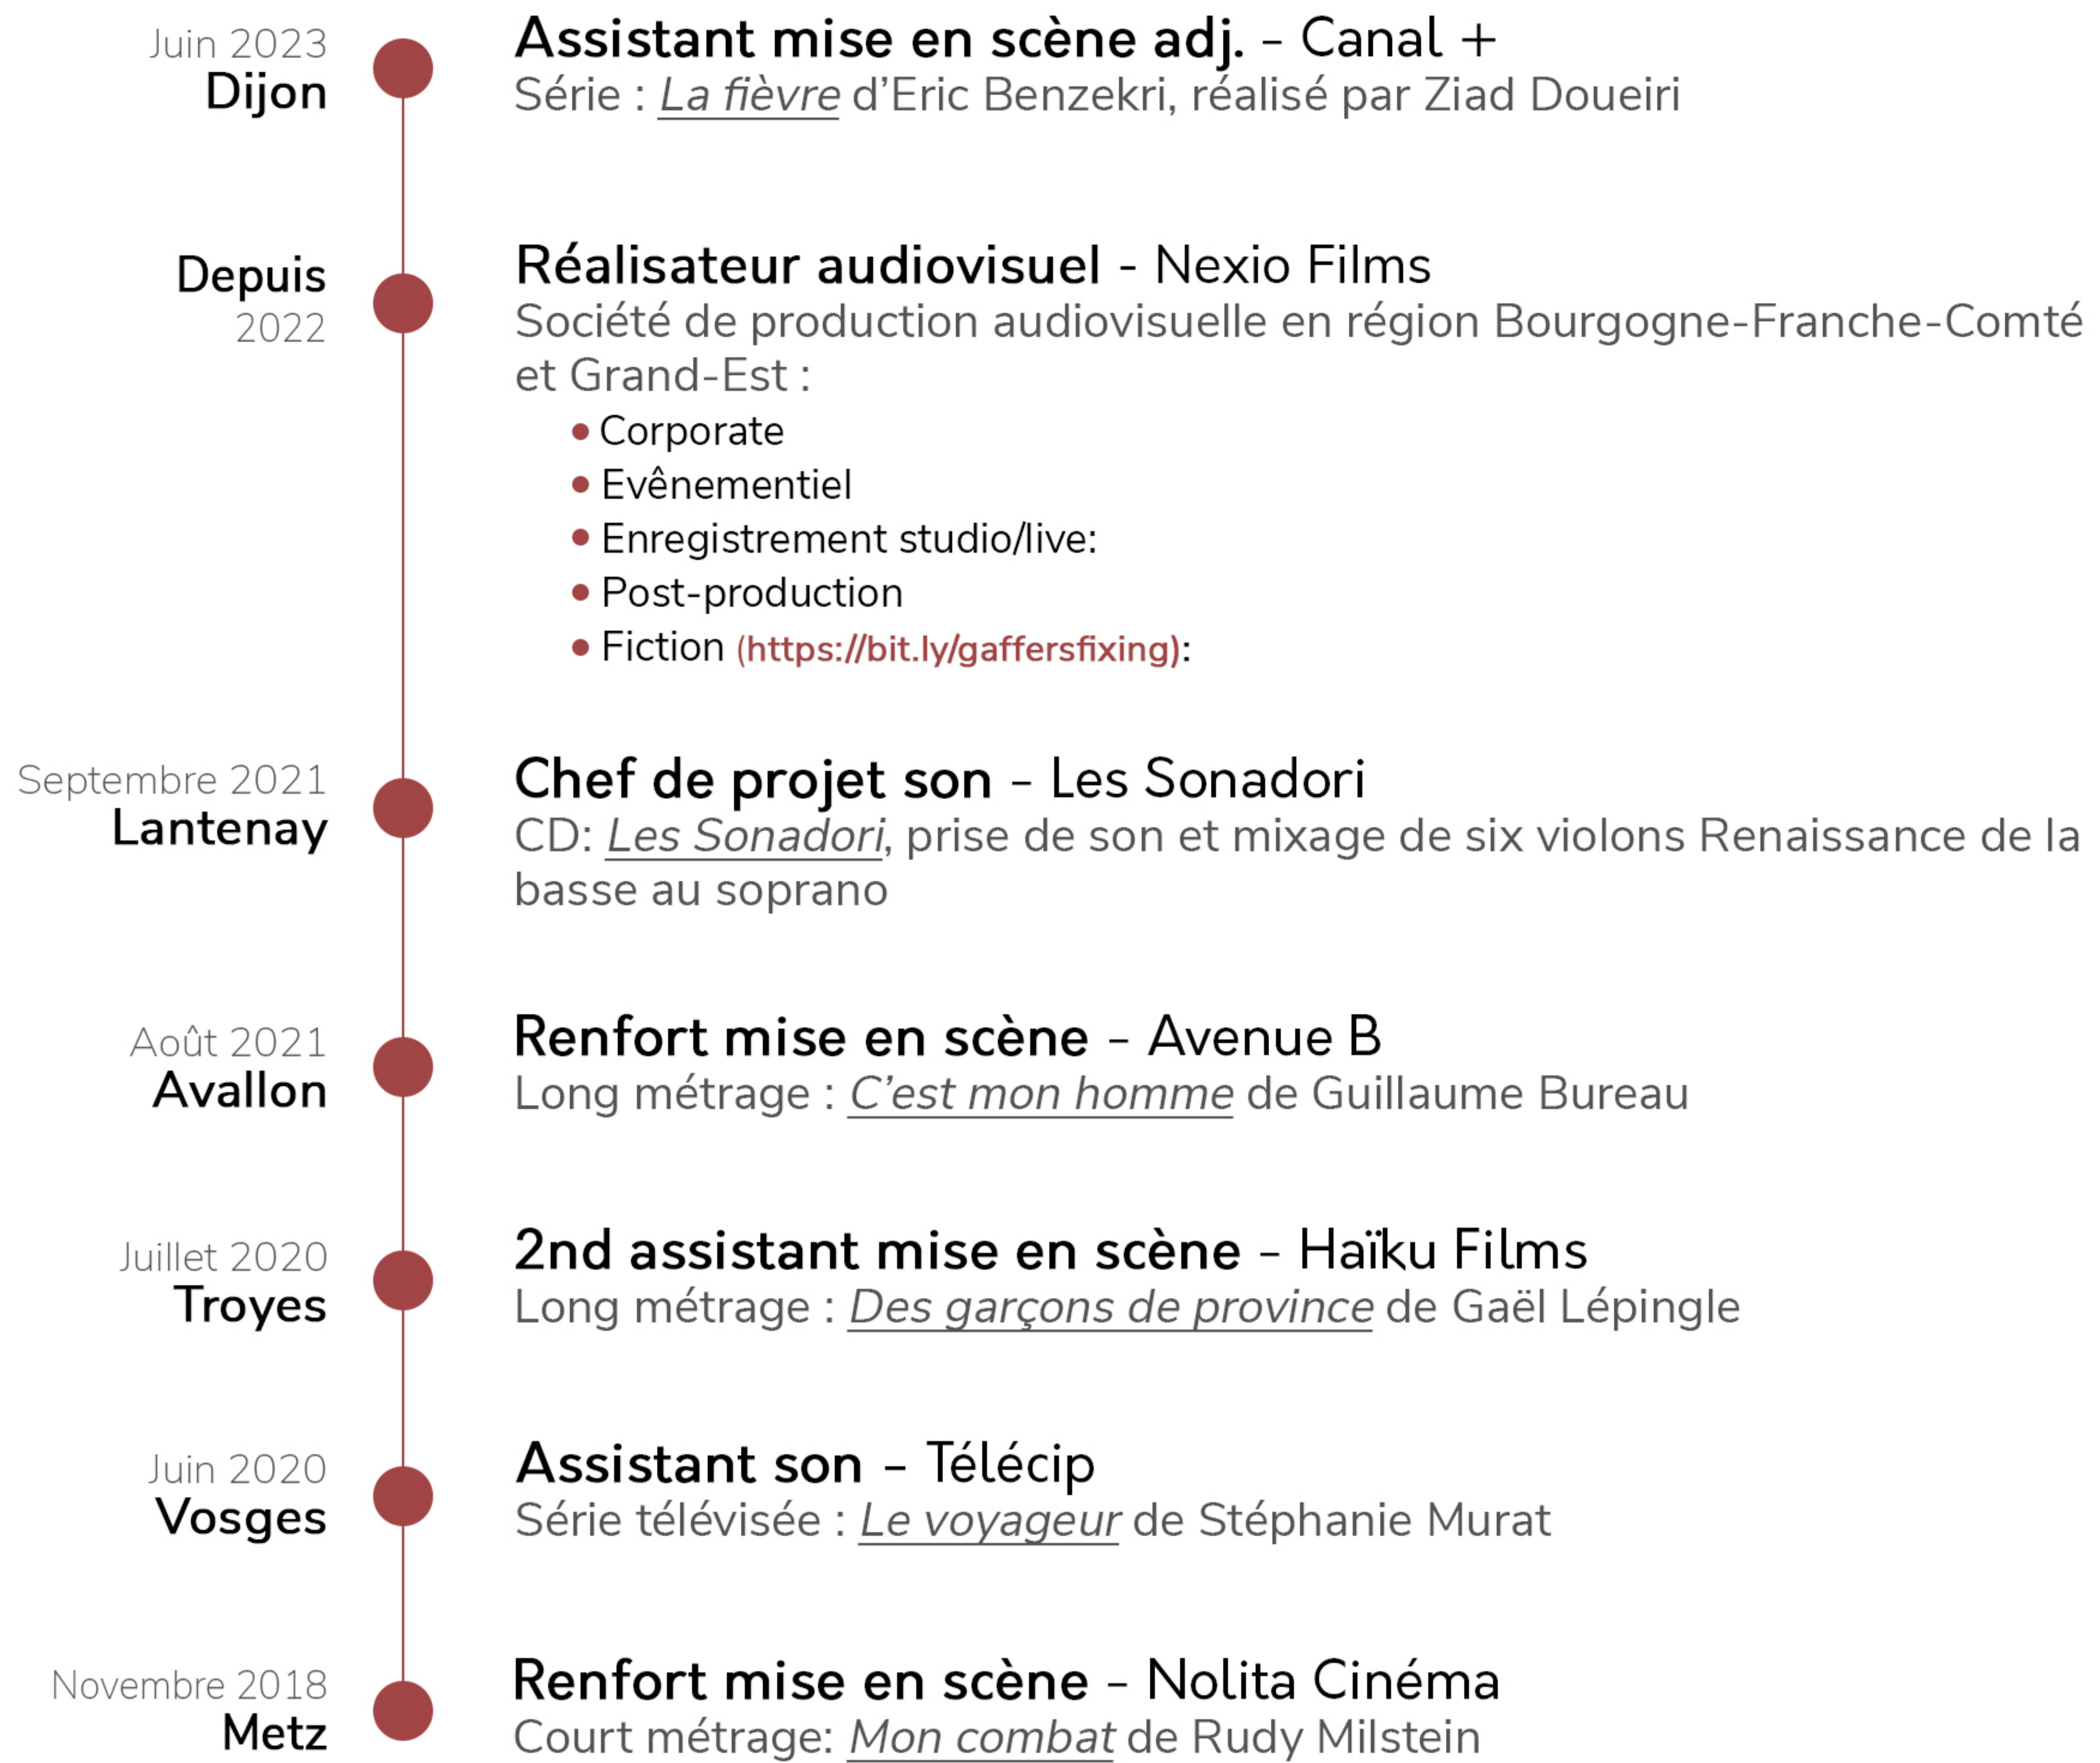 Juin 2023
Dijon
Assistant mise en scène adj. – Canal +
Série : La fièvre d’Eric Benzekri, réalisé par Ziad Doueiri
Depuis
2022
Réalisateur audiovisuel - Nexio Films
Société de production audiovisuelle en région Bourgogne-Franche-Comté
et Grand-Est :
• Corporate
• Evênementiel
• Enregistrement studio/live:
• Post-production
• Fiction (https://bit.ly/gaffersfixing):
Septembre 2021
Lantenay
Chef de projet son – Les Sonadori
CD: Les Sonadori, prise de son et mixage de six violons Renaissance de la
basse au soprano
Août 2021
Avallon
Renfort mise en scène – Avenue B
Long métrage : C’est mon homme de Guillaume Bureau
Juillet 2020
Troyes
2nd assistant mise en scène – Haïku Films
Long métrage : Des garçons de province de Gaël Lépingle
Juin 2020
Vosges
Assistant son – Télécip
Série télévisée : Le voyageur de Stéphanie Murat
Novembre 2018
Metz
Renfort mise en scène – Nolita Cinéma
Court métrage: Mon combat de Rudy Milstein